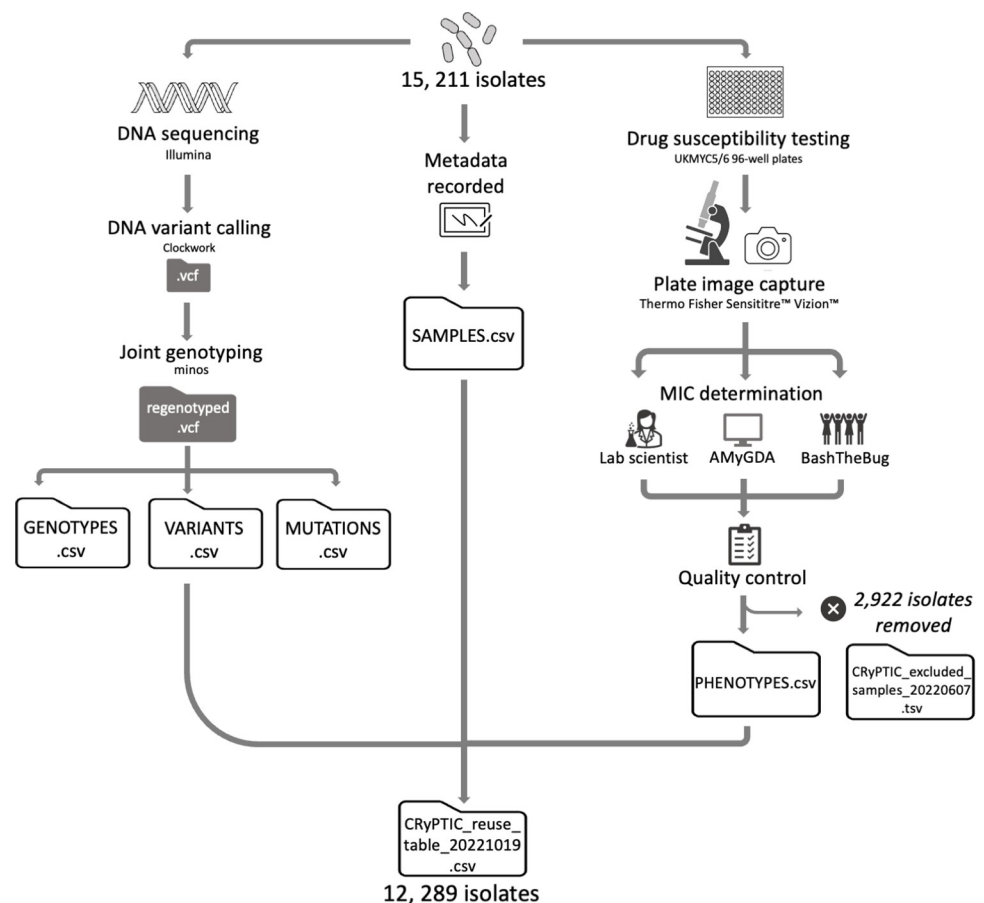 15, 211 isolates
DNA sequencing
Illumina
DNA variant calling
Clockwork
.vcf
Joint genotyping
minos
regenotyped
.vcf
GENOTYPES
.csv
VARIANTS
.csv
MUTATIONS
.csv
Metadata
recorded
SAMPLES.csv
Drug susceptibility testing
UKMYC5/6 96-well plates
Plate image capture
Thermo Fisher Sensititre™ Vizion™
MIC determination
Lab scientist
AMyGDA
BashTheBug
Quality control
2,922 isolates
removed
PHENOTYPES.csv
CRyPTIC_excluded_
samples_20220607
.tsv
CRyPTIC_reuse_
table_20221019
.csv
12, 289 isolates